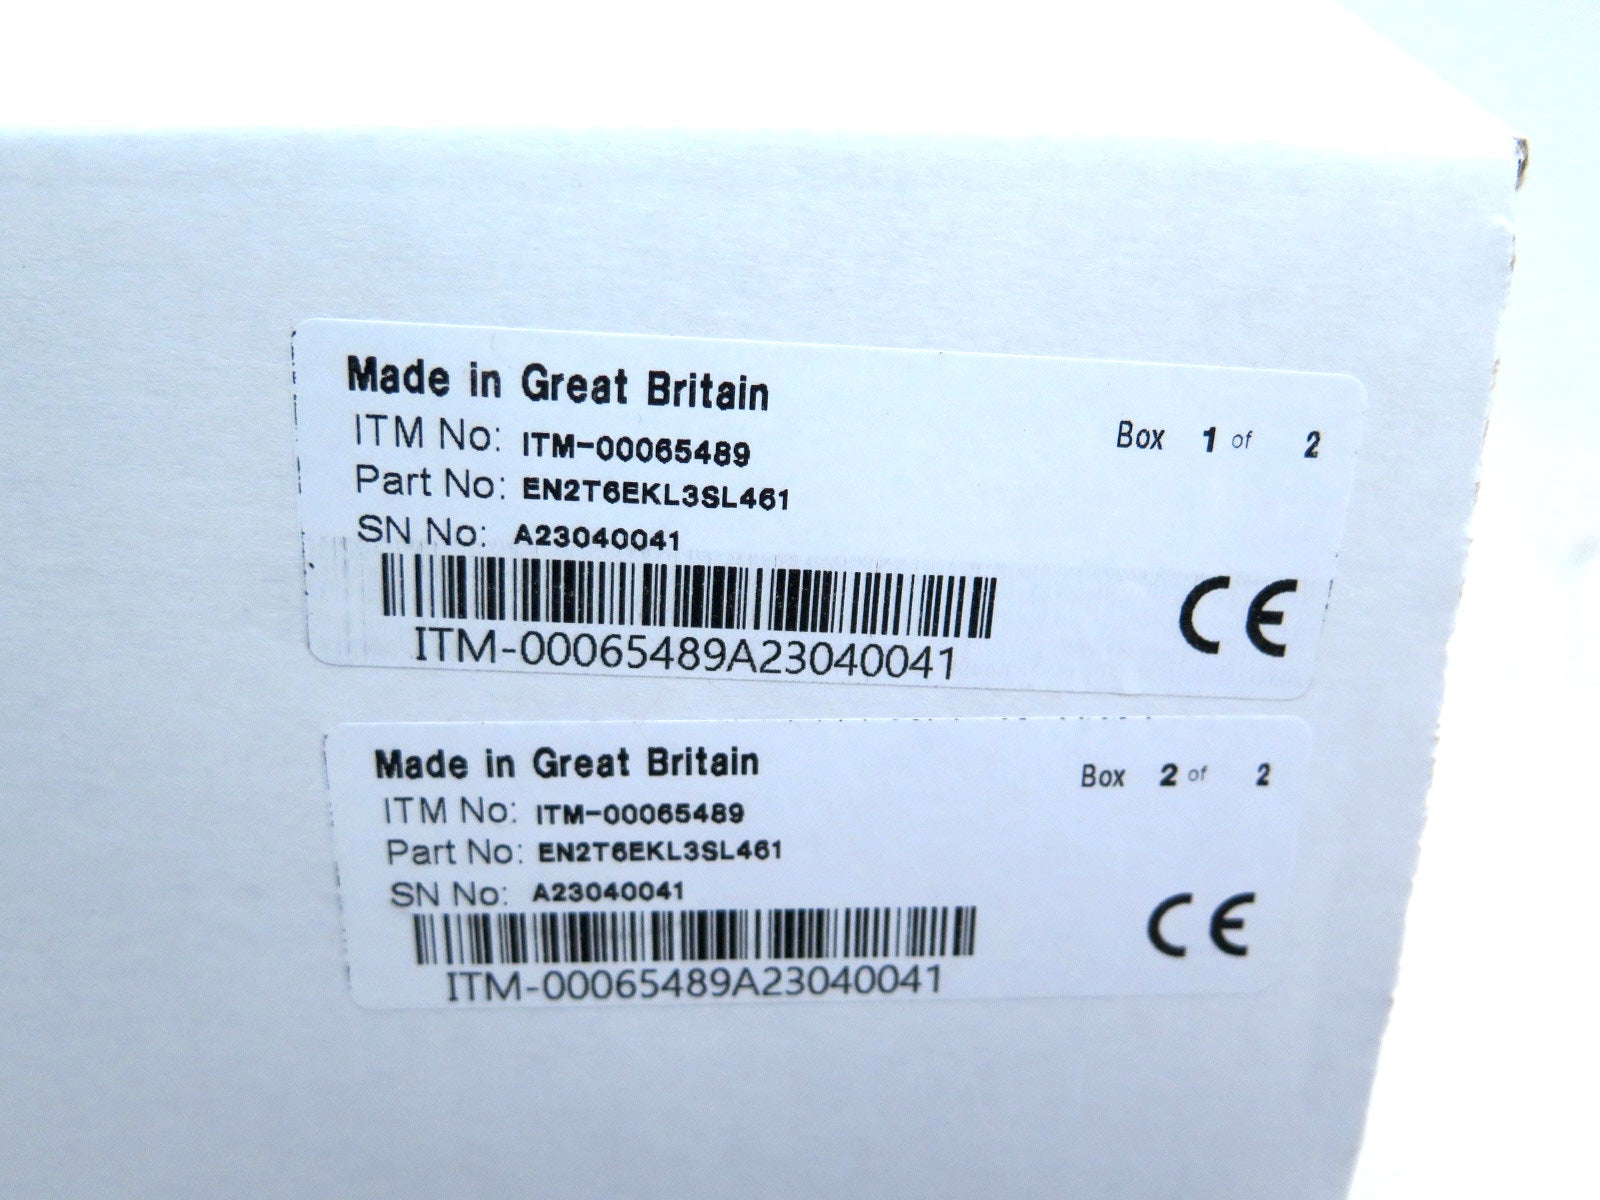 Made in Great Britain
ITM No: ITM-00065489 Box 1 of 2
Part No: EN2T6EKL3SL461
SN No: A23040041
CE
ITM-00065489A23040041
Made in Great Britain
ITM No: ITM-00065489 Box 2 of 2
Part No: EN2T6EKL3SL461
SN No: A23040041
CE
ITM-00065489A23040041